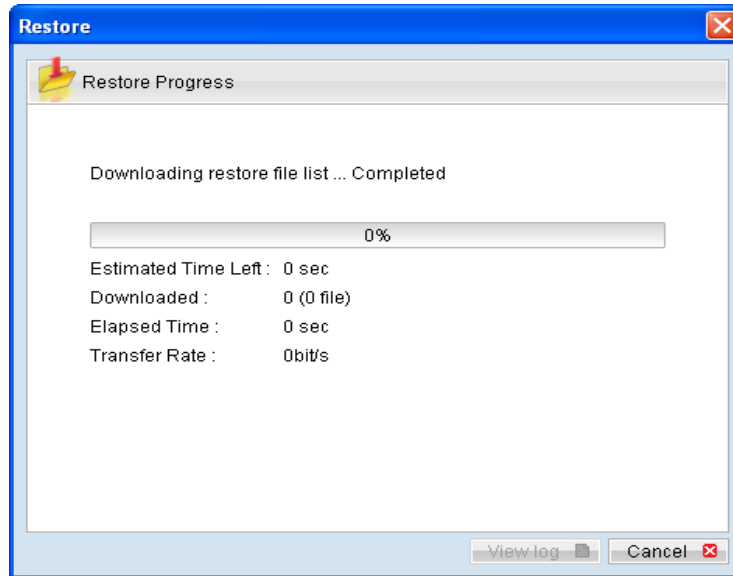 Restore
Restore Progress
Downloading restore file list ... Completed
0%
Estimated Time Left : 0 sec
Downloaded : 0 (0 file)
Elapsed Time : 0 sec
Transfer Rate : 0bit/s
View log Cancel